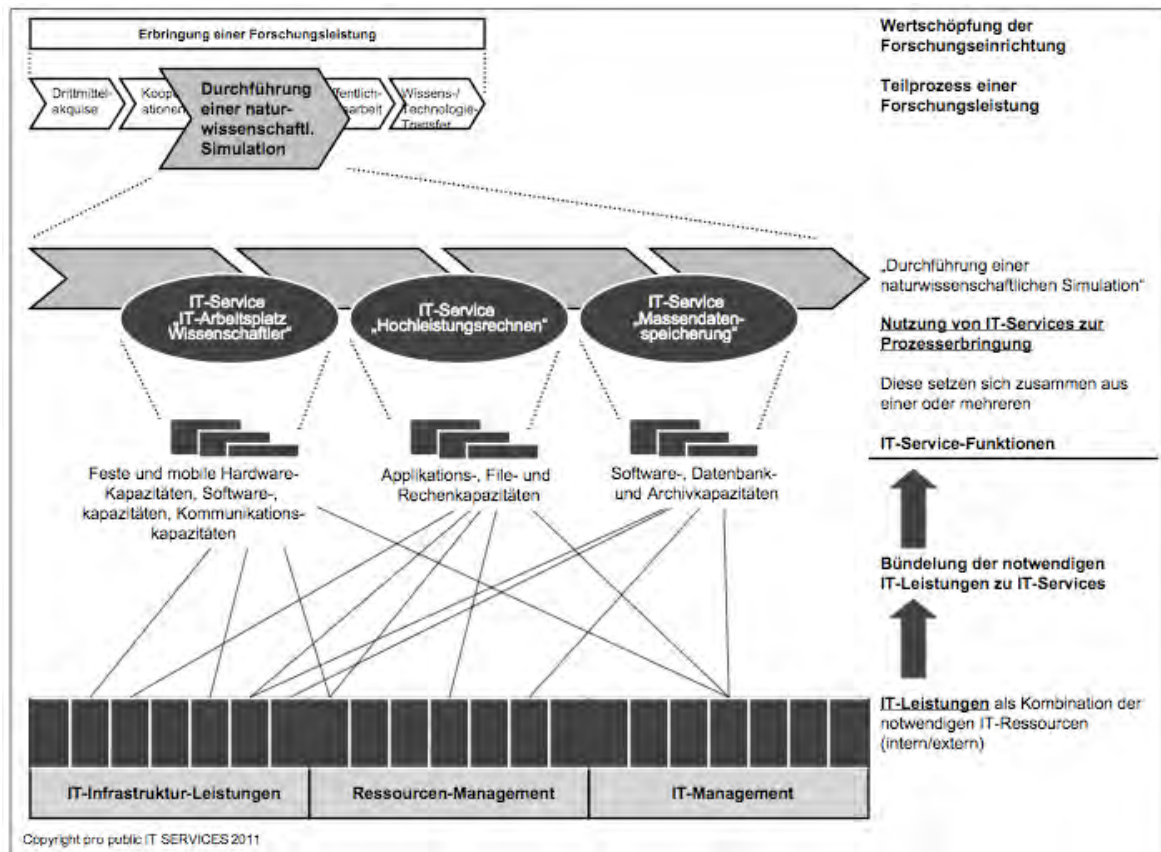 Erbringung einer Forschungsleistung
Wertschöpfung der
Forschungseinrichtung
Teilprozess einer
Forschungsleistung
Drittmittel-
akquise
Koope
ationen
Durchführung
einer natur-
wissenschaftl.
Simulation
ffentlich-
sarbeit
Wissens-/
Technologie-
Transfer
IT-Service
„IT-Arbeitsplatz
Wissenschaftler“
IT-Service
„Hochleistungsrechnen“
IT-Service
„Massendaten-
speicherung“
„Durchführung einer
naturwissenschaftlichen Simulation“
Nutzung von IT-Services zur
Prozesserbringung
Diese setzen sich zusammen aus
einer oder mehreren
IT-Service-Funktionen
Feste und mobile Hardware-
Kapazitäten, Software-,
kapazitäten, Kommunikations-
kapazitäten
Applikations-, File- und
Rechenkapazitäten
Software-, Datenbank-
und Archivkapazitäten
Bündelung der notwendigen
IT-Leistungen zu IT-Services
IT-Leistungen als Kombination der
notwendigen IT-Ressourcen
(intern/extern)
IT-Infrastruktur-Leistungen
Ressourcen-Management
IT-Management
Copyright pro public IT SERVICES 2011